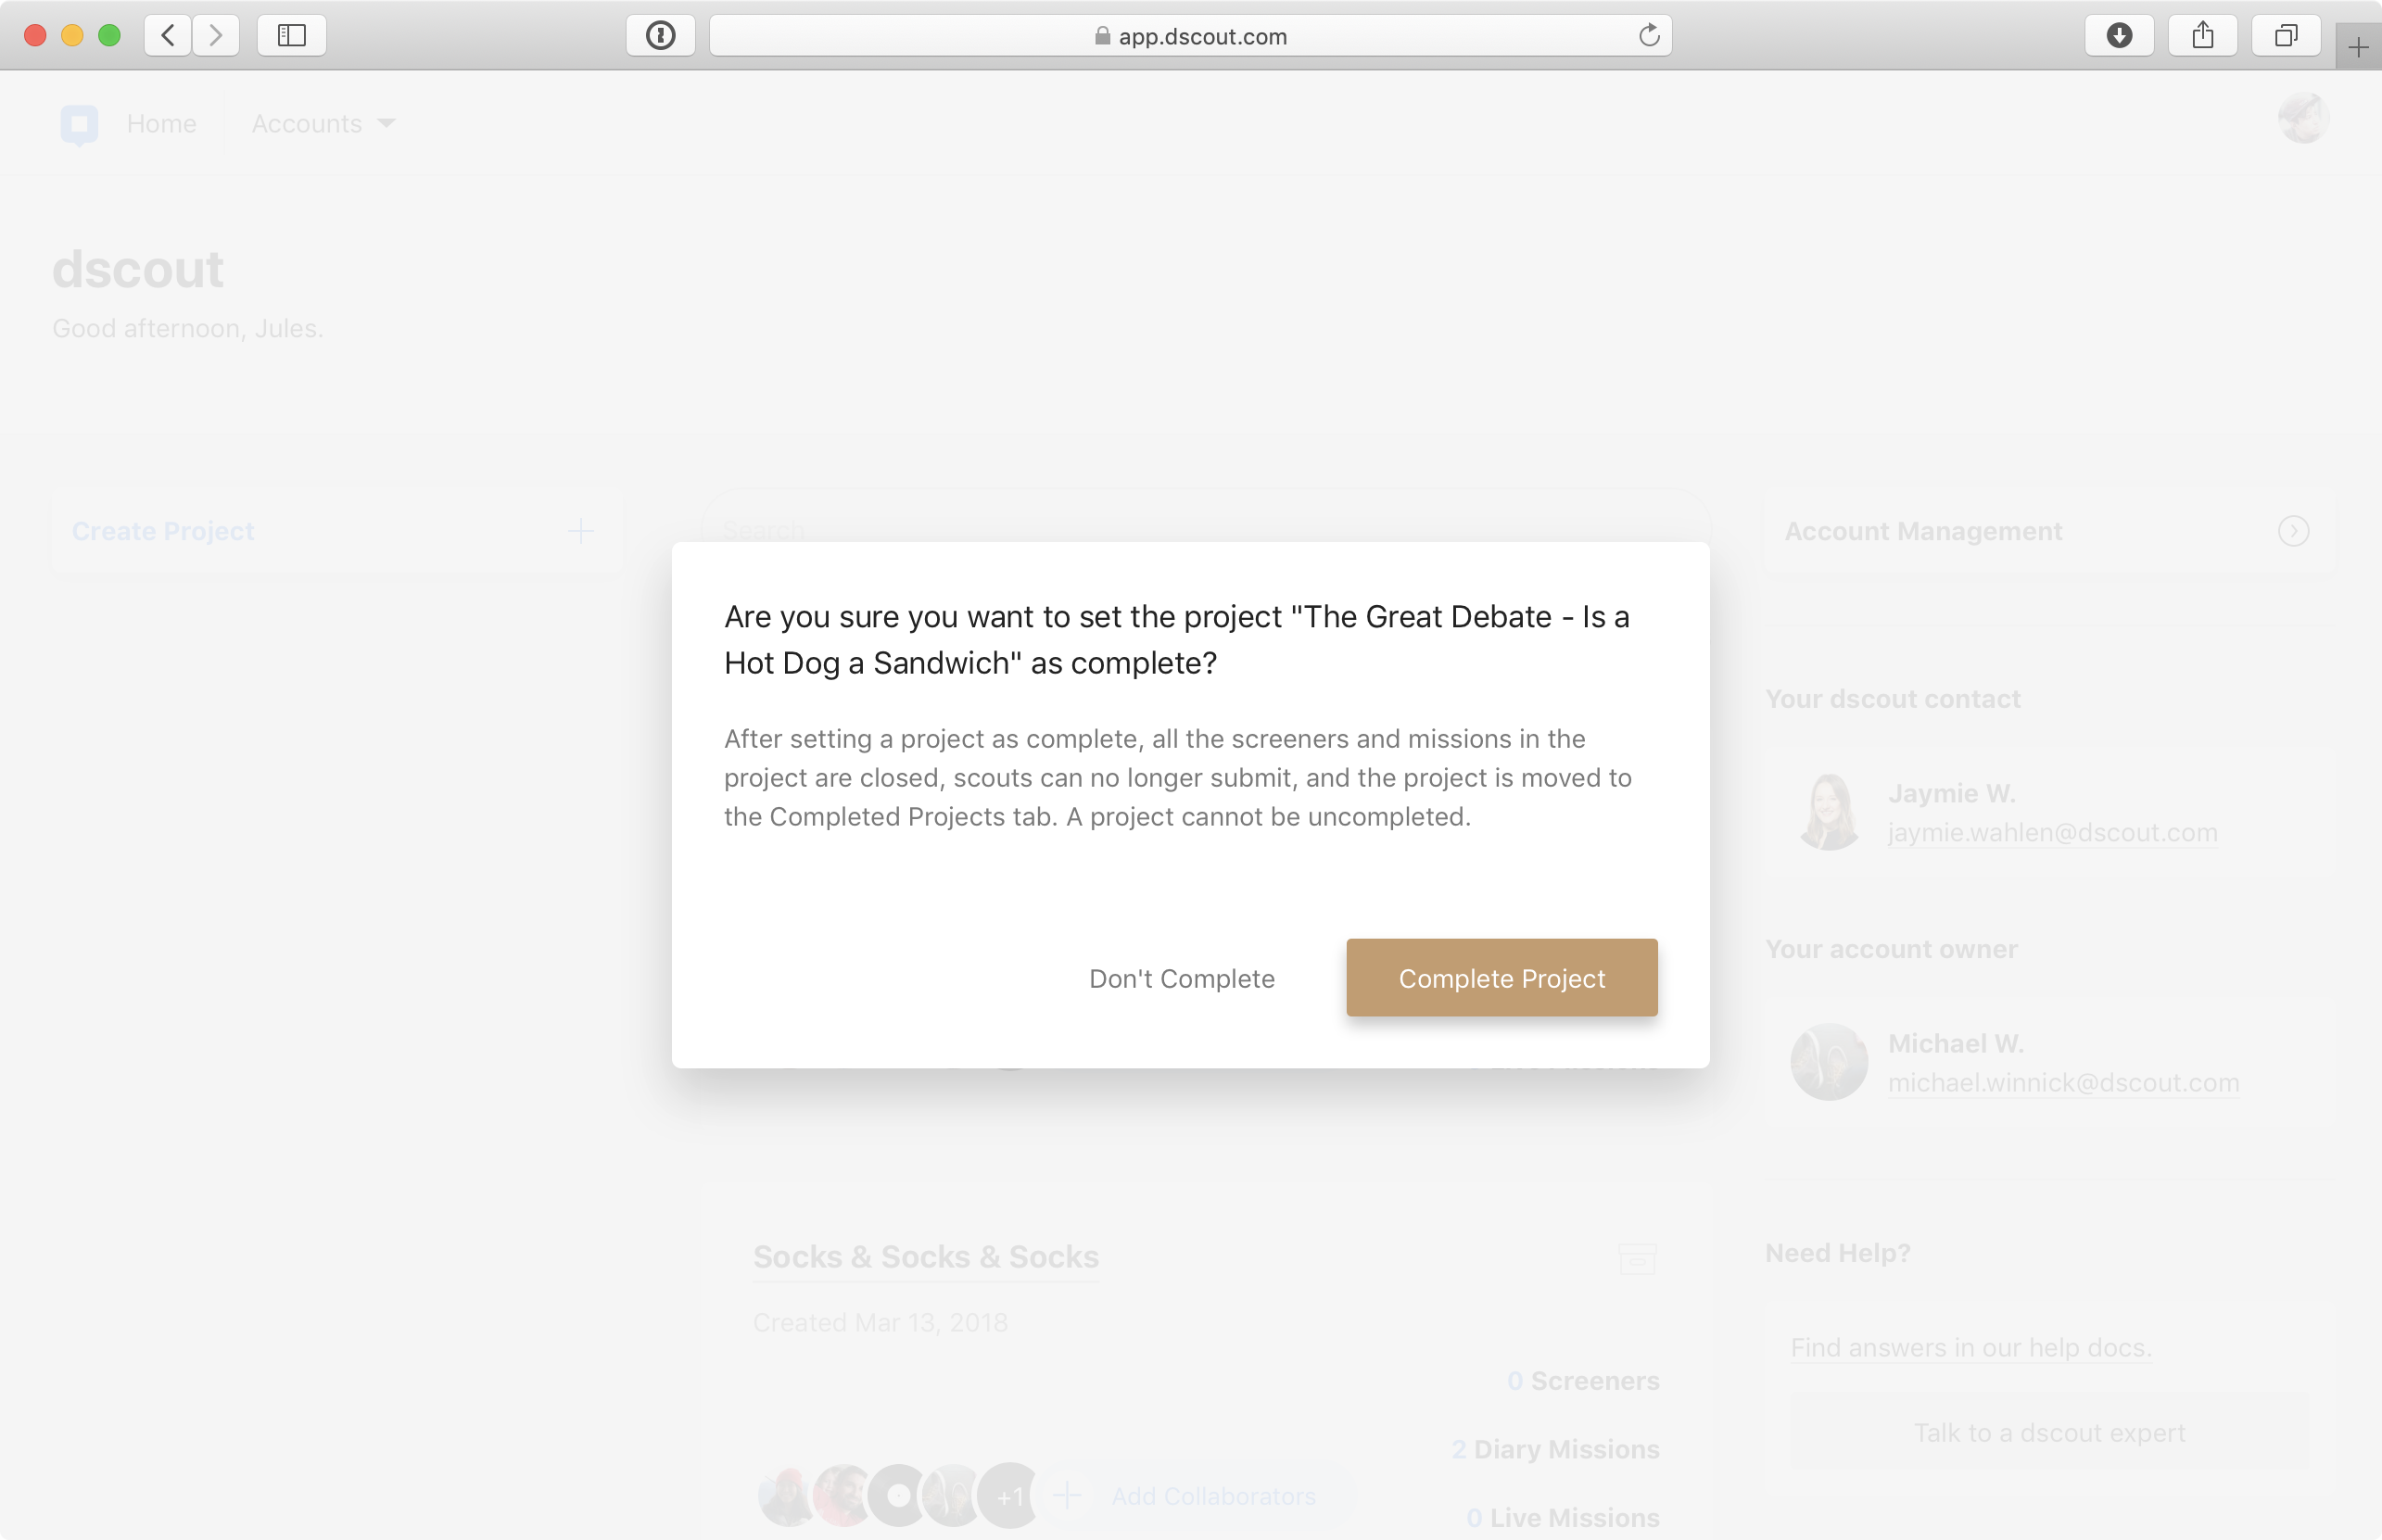 app.dscout.com
Home
Accounts
dscout
Good afternoon, Jules.
Create Project
Search
Account Management
Are you sure you want to set the project "The Great Debate - Is a
Hot Dog a Sandwich" as complete?
After setting a project as complete, all the screeners and missions in the
project are closed, scouts can no longer submit, and the project is moved to
the Completed Projects tab. A project cannot be uncompleted.
Don't Complete
Complete Project
Your dscout contact
Jaymie W.
jaymie.wahlen@dscout.com
Your account owner
Michael W.
michael.winnick@dscout.com
Socks & Socks & Socks
Created Mar 13, 2018
0 Screeners
2 Diary Missions
0 Live Missions
+1
Add Collaborators
Need Help?
Find answers in our help docs.
Talk to a dscout expert